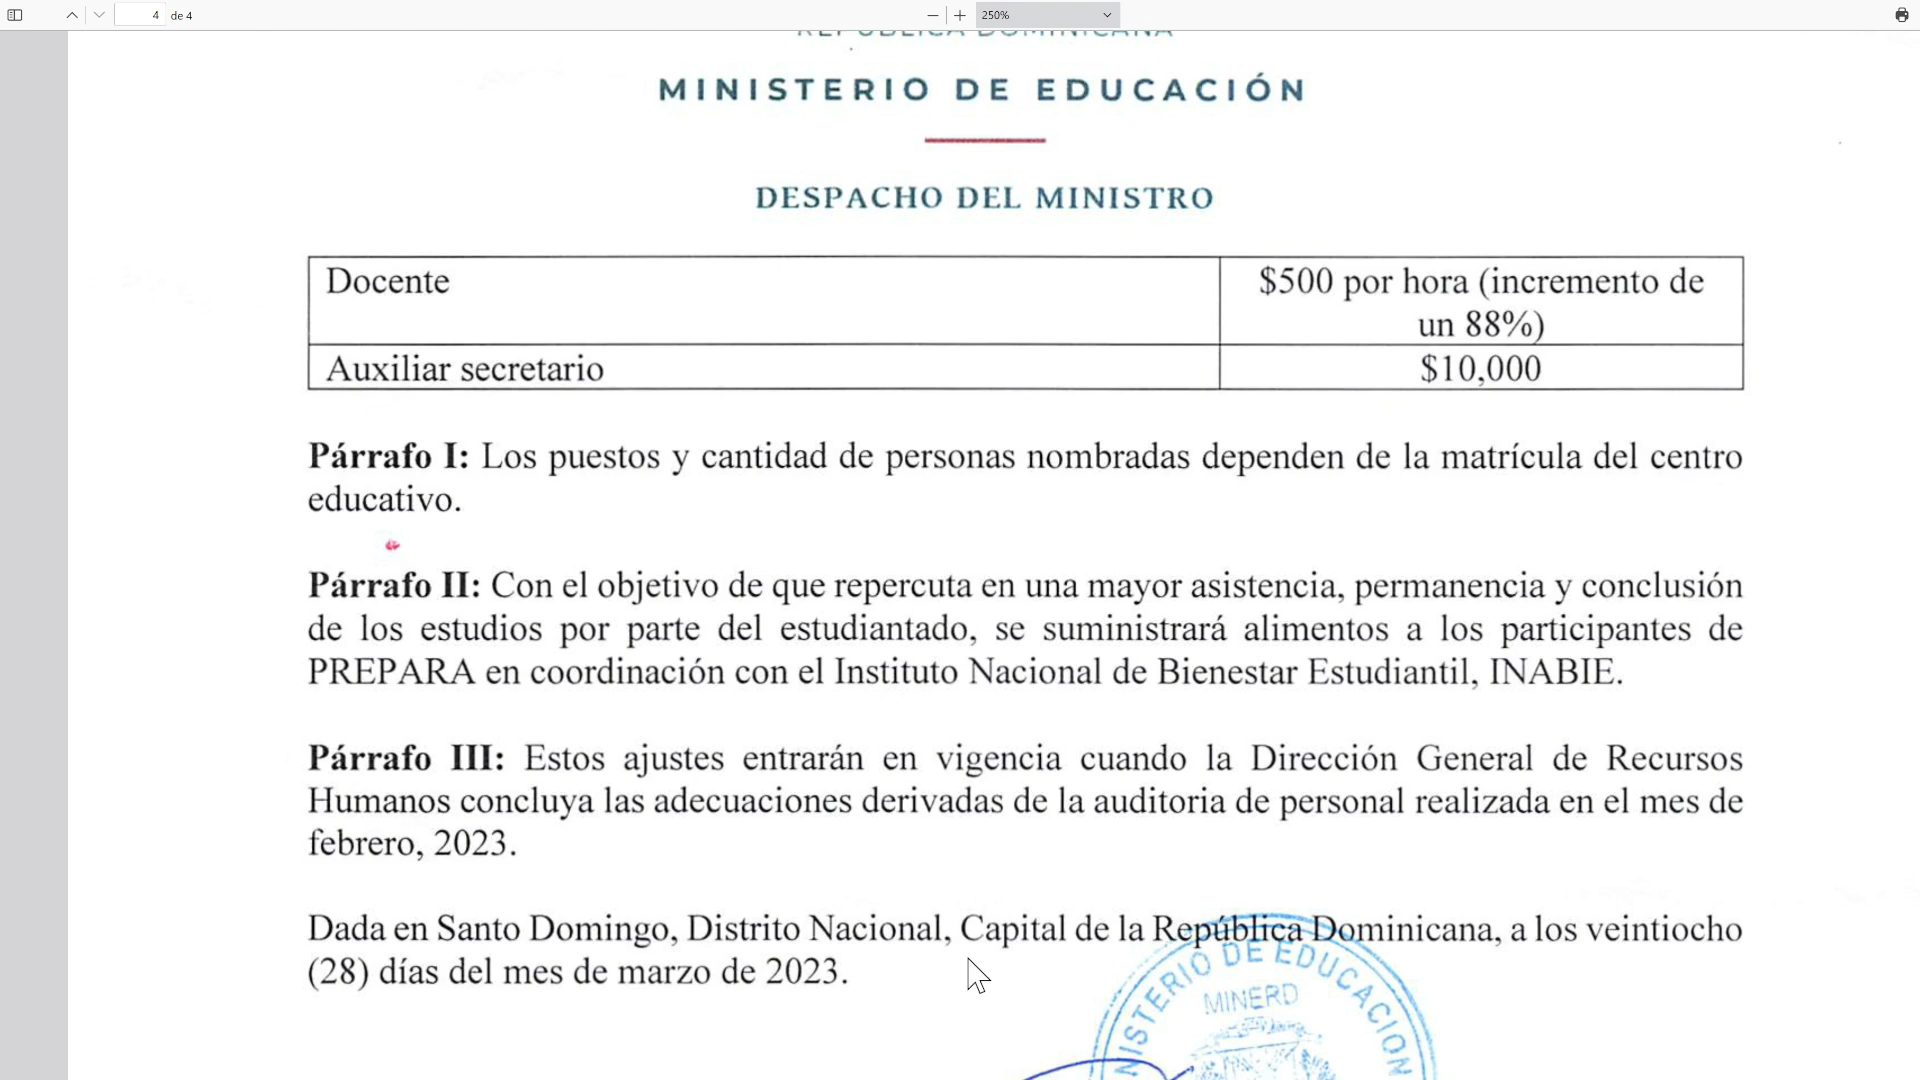 4 de 4
250%
REPÚBLICA DOMINICANA
MINISTERIO DE EDUCACIÓN
DESPACHO DEL MINISTRO
Docente
$500 por hora (incremento de
un 88%)
Auxiliar secretario
$10,000
Párrafo I: Los puestos y cantidad de personas nombradas dependen de la matrícula del centro
educativo.
Párrafo II: Con el objetivo de que repercuta en una mayor asistencia, permanencia y conclusión
de los estudios por parte del estudiantado, se suministrará alimentos a los participantes de
PREPARA en coordinación con el Instituto Nacional de Bienestar Estudiantil, INABIE.
Párrafo III: Estos ajustes entrarán en vigencia cuando la Dirección General de Recursos
Humanos concluya las adecuaciones derivadas de la auditoria de personal realizada en el mes de
febrero, 2023.
Dada en Santo Domingo, Distrito Nacional, Capital de la República Dominicana, a los veintiocho
(28) días del mes de marzo de 2023.
NISTERIO DE EDUCACION
MINERD